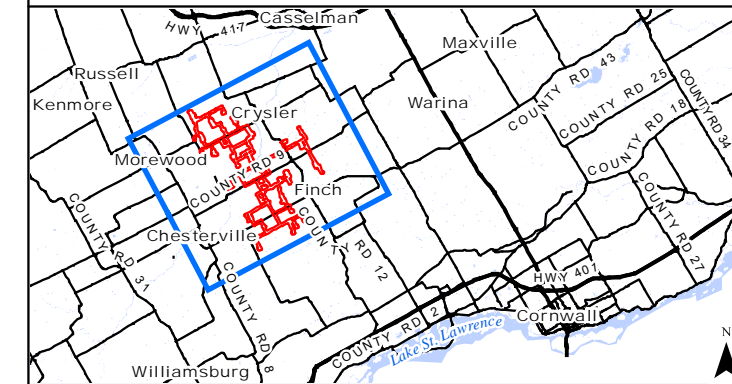 Casselman
HWY 417
Maxville
Russell
COUNTY RD 43
COUNTY RD 25
COUNTY RD 34
Kenmore
Crysler
Warina
COUNTY RD 18
Morewood
COUNTY RD 9
Finch
COUNTY RD 31
Chesterville
COUNTY RD 12
COUNTY RD 27
COUNTY RD 8
HWY 401
Cornwall
COUNTY RD 2
Lake St. Lawrence
N
Williamsburg